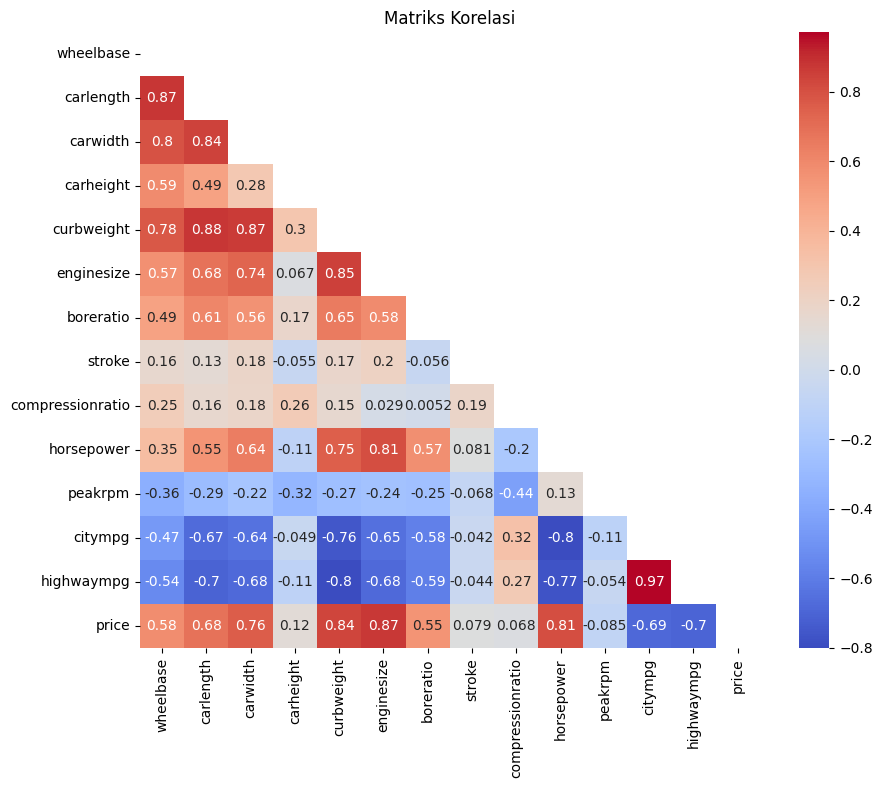 Matriks Korelasi
wheelbase
carlength 0.87
carwidth 0.8 0.84
carheight 0.59 0.49 0.28
curbweight 0.78 0.88 0.87 0.3
enginesize 0.57 0.68 0.74 0.067 0.85
boreratio 0.49 0.61 0.56 0.17 0.65 0.58
stroke 0.16 0.13 0.18 -0.055 0.17 0.2 -0.056
compressionratio 0.25 0.16 0.18 0.26 0.15 0.029 0.0052 0.19
horsepower 0.35 0.55 0.64 -0.11 0.75 0.81 0.57 0.081 -0.2
peakrpm -0.36 -0.29 -0.22 -0.32 -0.27 -0.24 -0.25 -0.068 -0.44 0.13
citympg -0.47 -0.67 -0.64 -0.049 -0.76 -0.65 -0.58 -0.042 0.32 -0.8 -0.11
highwaympg -0.54 -0.7 -0.68 -0.11 -0.8 -0.68 -0.59 -0.044 0.27 -0.77 -0.054 0.97
price 0.58 0.68 0.76 0.12 0.84 0.87 0.55 0.079 0.068 0.81 -0.085 -0.69 -0.7
wheelbase
carlength
carwidth
carheight
curbweight
enginesize
boreratio
stroke
compressionratio
horsepower
peakrpm
citympg
highwaympg
price
0.8
0.6
0.4
0.2
0.0
−0.2
−0.4
−0.6
−0.8